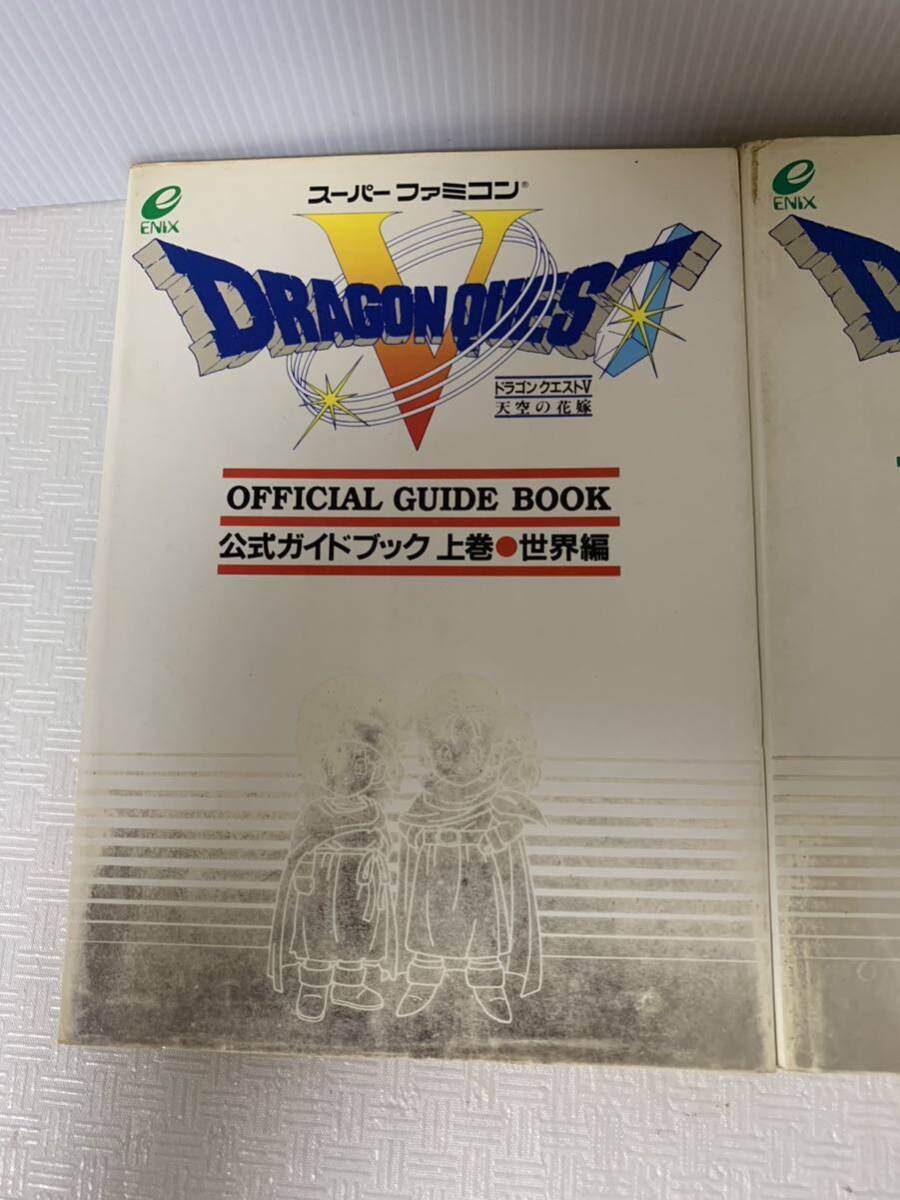 スーパーファミコン®
ENIX
DRAGON QUEST
V
ドラゴンクエストV
天空の花嫁
OFFICIAL GUIDE BOOK
公式ガイドブック 上巻●世界編
ENIX